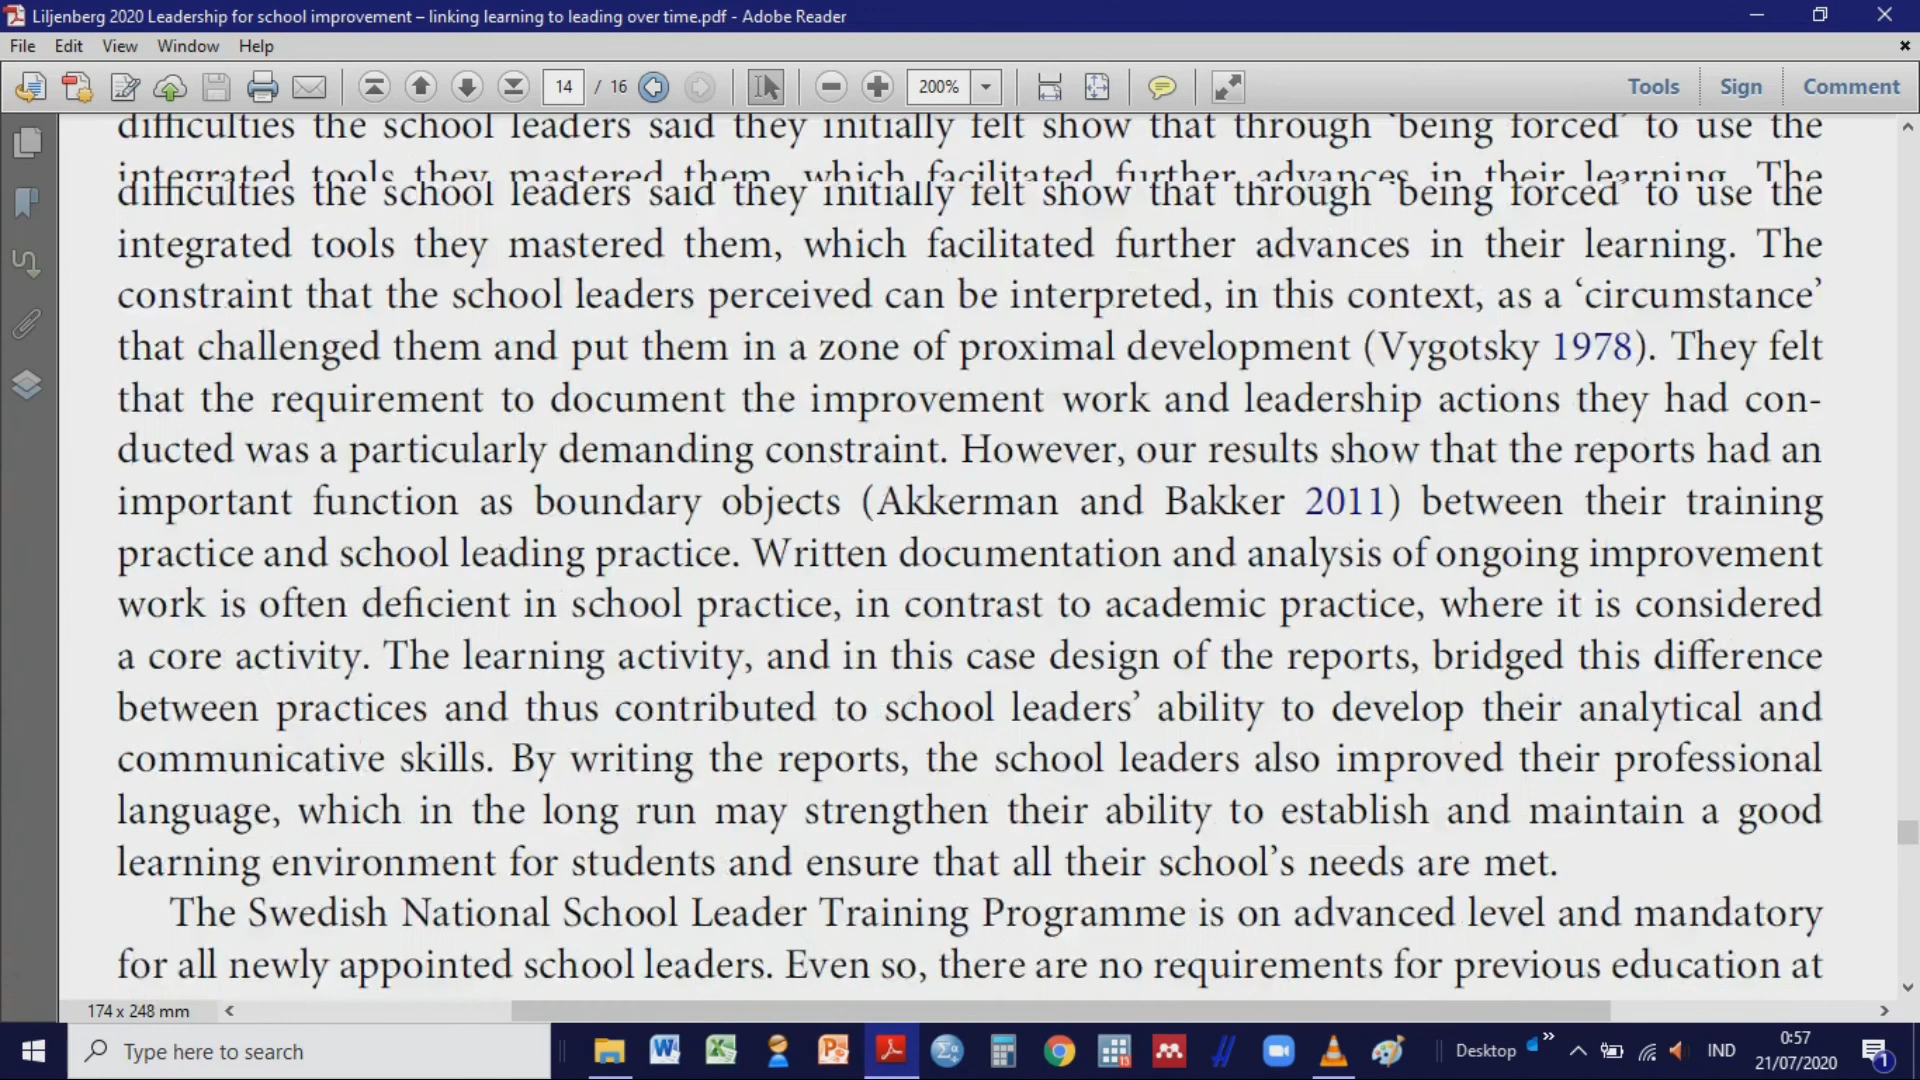 Liljenberg 2020 Leadership for school improvement – linking learning to leading over time.pdf - Adobe Reader
File Edit View Window Help
14 / 16 200% Tools Sign Comment
difficulties the school leaders said they initially felt show that through ‘being forced’ to use the
integrated tools they mastered them, which facilitated further advances in their learning. The
difficulties the school leaders said they initially felt show that through ‘being forced’ to use the
integrated tools they mastered them, which facilitated further advances in their learning. The
constraint that the school leaders perceived can be interpreted, in this context, as a ‘circumstance’
that challenged them and put them in a zone of proximal development (Vygotsky 1978). They felt
that the requirement to document the improvement work and leadership actions they had con-
ducted was a particularly demanding constraint. However, our results show that the reports had an
important function as boundary objects (Akkerman and Bakker 2011) between their training
practice and school leading practice. Written documentation and analysis of ongoing improvement
work is often deficient in school practice, in contrast to academic practice, where it is considered
a core activity. The learning activity, and in this case design of the reports, bridged this difference
between practices and thus contributed to school leaders’ ability to develop their analytical and
communicative skills. By writing the reports, the school leaders also improved their professional
language, which in the long run may strengthen their ability to establish and maintain a good
learning environment for students and ensure that all their school’s needs are met.
The Swedish National School Leader Training Programme is on advanced level and mandatory
for all newly appointed school leaders. Even so, there are no requirements for previous education at
174 x 248 mm
Type here to search
Desktop
IND
0:57
21/07/2020
1